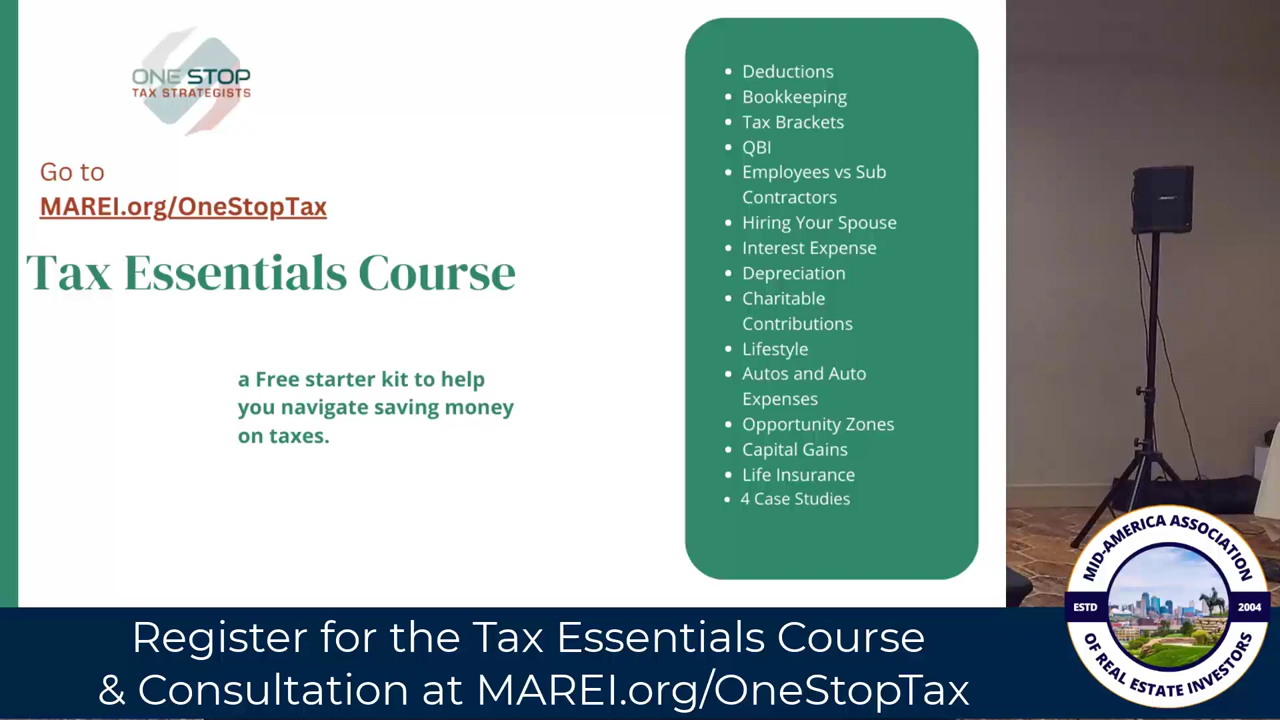 ONE STOP
TAX STRATEGISTS
Go to
MAREI.org/OneStopTax
Tax Essentials Course
a Free starter kit to help
you navigate saving money
on taxes.
• Deductions
• Bookkeeping
• Tax Brackets
• QBI
• Employees vs Sub
Contractors
• Hiring Your Spouse
• Interest Expense
• Depreciation
• Charitable
Contributions
• Lifestyle
• Autos and Auto
Expenses
• Opportunity Zones
• Capital Gains
• Life Insurance
• 4 Case Studies
BOSE
Register for the Tax Essentials Course
& Consultation at MAREI.org/OneStopTax
MID-AMERICA ASSOCIATION
ESTD 2004
OF REAL ESTATE INVESTORS